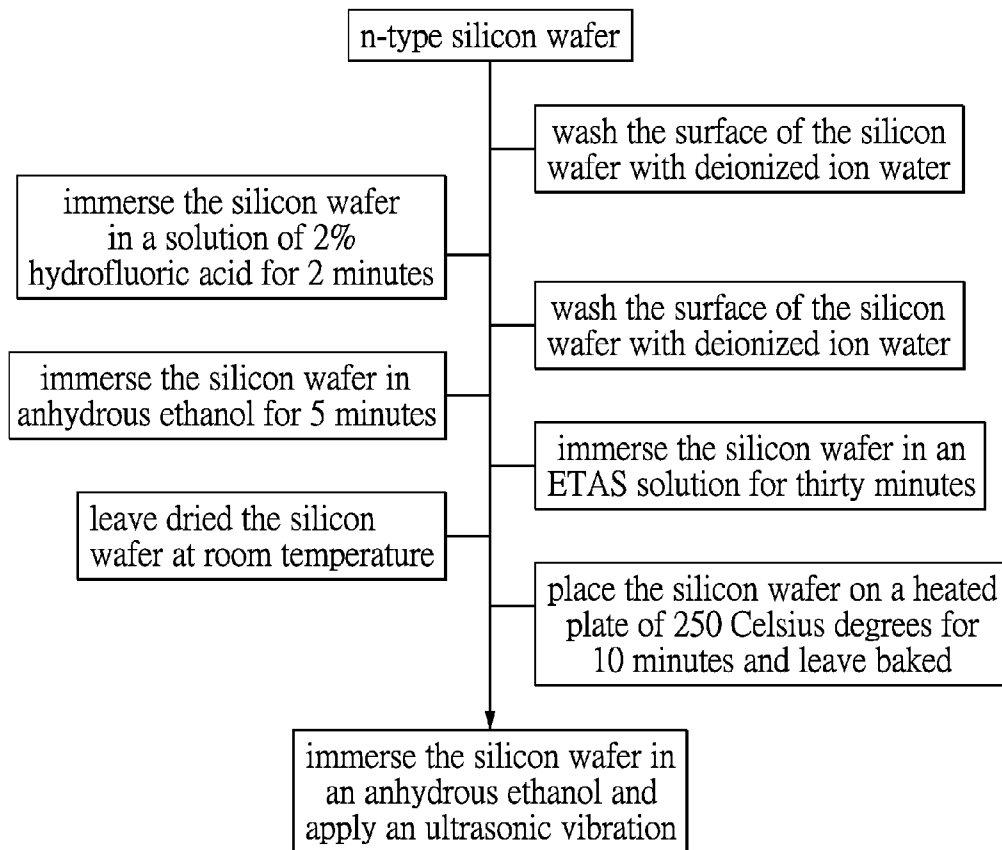 n-type silicon wafer
wash the surface of the silicon
wafer with deionized ion water
immerse the silicon wafer
in a solution of 2%
hydrofluoric acid for 2 minutes
wash the surface of the silicon
wafer with deionized ion water
immerse the silicon wafer in
anhydrous ethanol for 5 minutes
immerse the silicon wafer in an
ETAS solution for thirty minutes
leave dried the silicon
wafer at room temperature
place the silicon wafer on a heated
plate of 250 Celsius degrees for
10 minutes and leave baked
immerse the silicon wafer in
an anhydrous ethanol and
apply an ultrasonic vibration